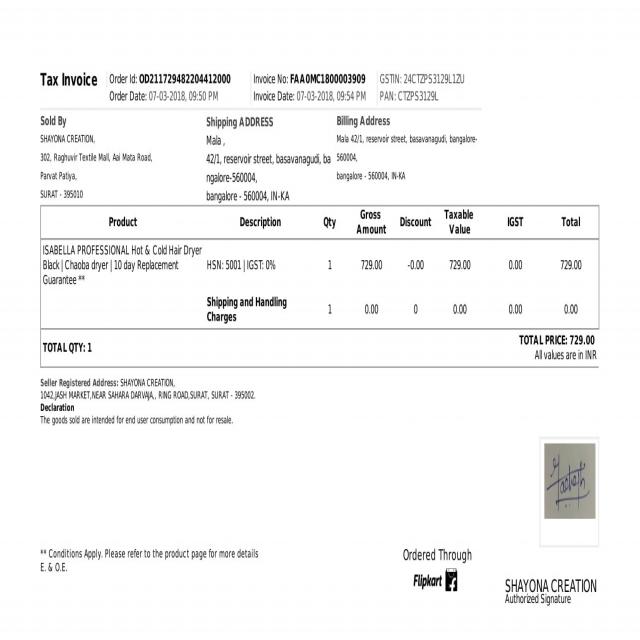 Tax Invoice
Order Id: OD211729482204412000
Order Date: 07-03-2018, 09:50 PM
Invoice No: FAA0MC1800003909
Invoice Date: 07-03-2018, 09:54 PM
GSTIN: 24CTZPS3129L1ZU
PAN: CTZPS3129L
Sold By
SHAYONA CREATION,
302, Raghuvir Textile Mall, Aai Mata Road,
Parvat Patiya,
SURAT - 395010
Shipping ADDRESS
Mala ,
42/1, reservoir street, basavanagudi, ba
ngalore-560004,
bangalore - 560004, IN-KA
Billing Address
Mala 42/1, reservoir street, basavanagudi, bangalore-
560004,
bangalore - 560004, IN-KA
Product Description Qty Gross Amount Discount Taxable Value IGST Total
ISABELLA PROFESSIONAL Hot & Cold Hair Dryer
Black | Chaoba dryer | 10 day Replacement
Guarantee **
HSN: 5001 | IGST: 0% 1 729.00 -0.00 729.00 0.00 729.00
Shipping and Handling
Charges
1 0.00 0 0.00 0.00 0.00
TOTAL QTY: 1
TOTAL PRICE: 729.00
All values are in INR
Seller Registered Address: SHAYONA CREATION,
1042,JASH MARKET,NEAR SAHARA DARVAJA,, RING ROAD,SURAT, SURAT - 395002.
Declaration
The goods sold are intended for end user consumption and not for resale.
** Conditions Apply. Please refer to the product page for more details
E. & O.E.
Ordered Through
Flipkart
SHAYONA CREATION
Authorized Signature